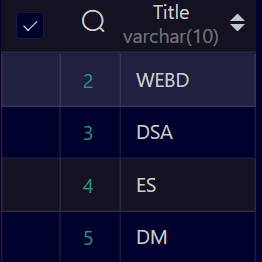 Title
varchar(10)
2 WEBD
3 DSA
4 ES
5 DM